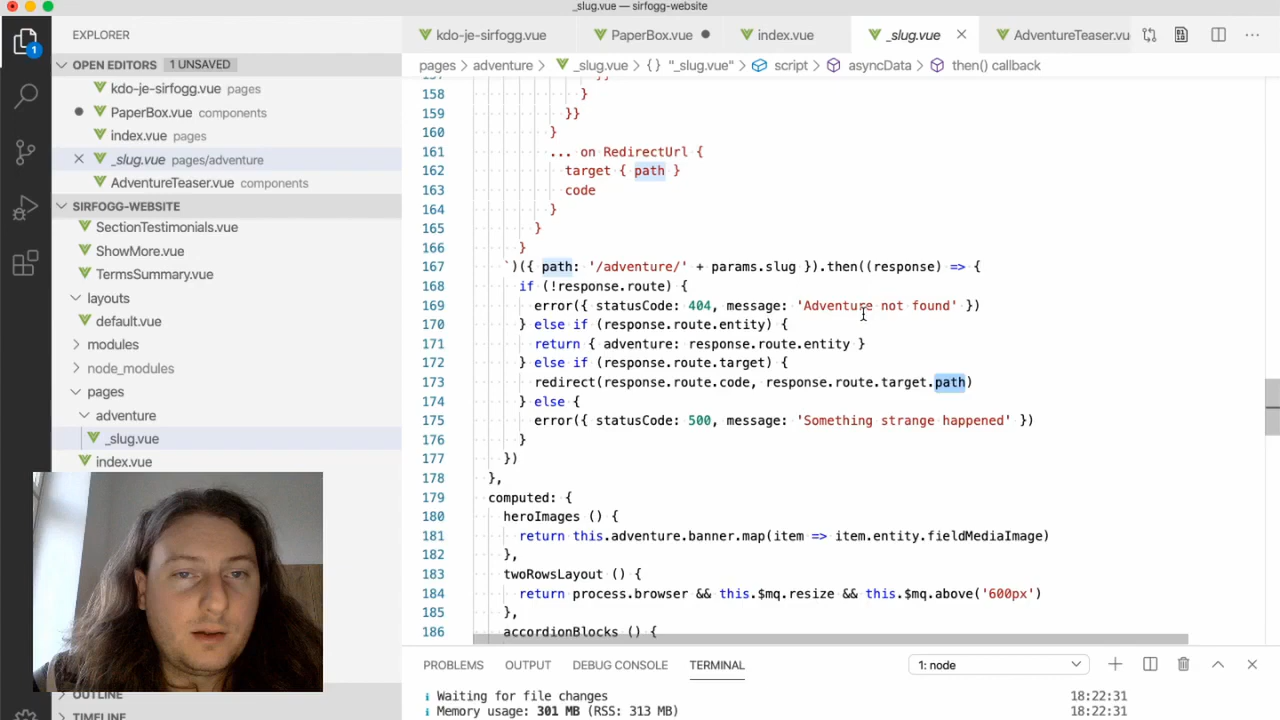 _slug.vue — sirfogg-website
EXPLORER
OPEN EDITORS 1 UNSAVED
kdo-je-sirfogg.vue pages
PaperBox.vue components
index.vue pages
_slug.vue pages/adventure
AdventureTeaser.vue components
SIRFOGG-WEBSITE
SectionTestimonials.vue
ShowMore.vue
TermsSummary.vue
layouts
default.vue
modules
node_modules
pages
adventure
_slug.vue
index.vue
OUTLINE
TIMELINE
1
kdo-je-sirfogg.vue PaperBox.vue index.vue _slug.vue AdventureTeaser.vu
pages > adventure > _slug.vue > {} "_slug.vue" > script > asyncData > then() callback
157 }}
158 }
159 }}
160 }
161 ... on RedirectUrl {
162 target { path }
163 code
164 }
165 }
166 }
167 `)({ path: '/adventure/' + params.slug }).then((response) => {
168 if (!response.route) {
169 error({ statusCode: 404, message: 'Adventure not found' })
170 } else if (response.route.entity) {
171 return { adventure: response.route.entity }
172 } else if (response.route.target) {
173 redirect(response.route.code, response.route.target.path)
174 } else {
175 error({ statusCode: 500, message: 'Something strange happened' })
176 }
177 })
178 },
179 computed: {
180 heroImages () {
181 return this.adventure.banner.map(item => item.entity.fieldMediaImage)
182 },
183 twoRowsLayout () {
184 return process.browser && this.$mq.resize && this.$mq.above('600px')
185 },
186 accordionBlocks () {
PROBLEMS OUTPUT DEBUG CONSOLE TERMINAL 1: node
i Waiting for file changes 18:22:31
i Memory usage: 301 MB (RSS: 313 MB) 18:22:31